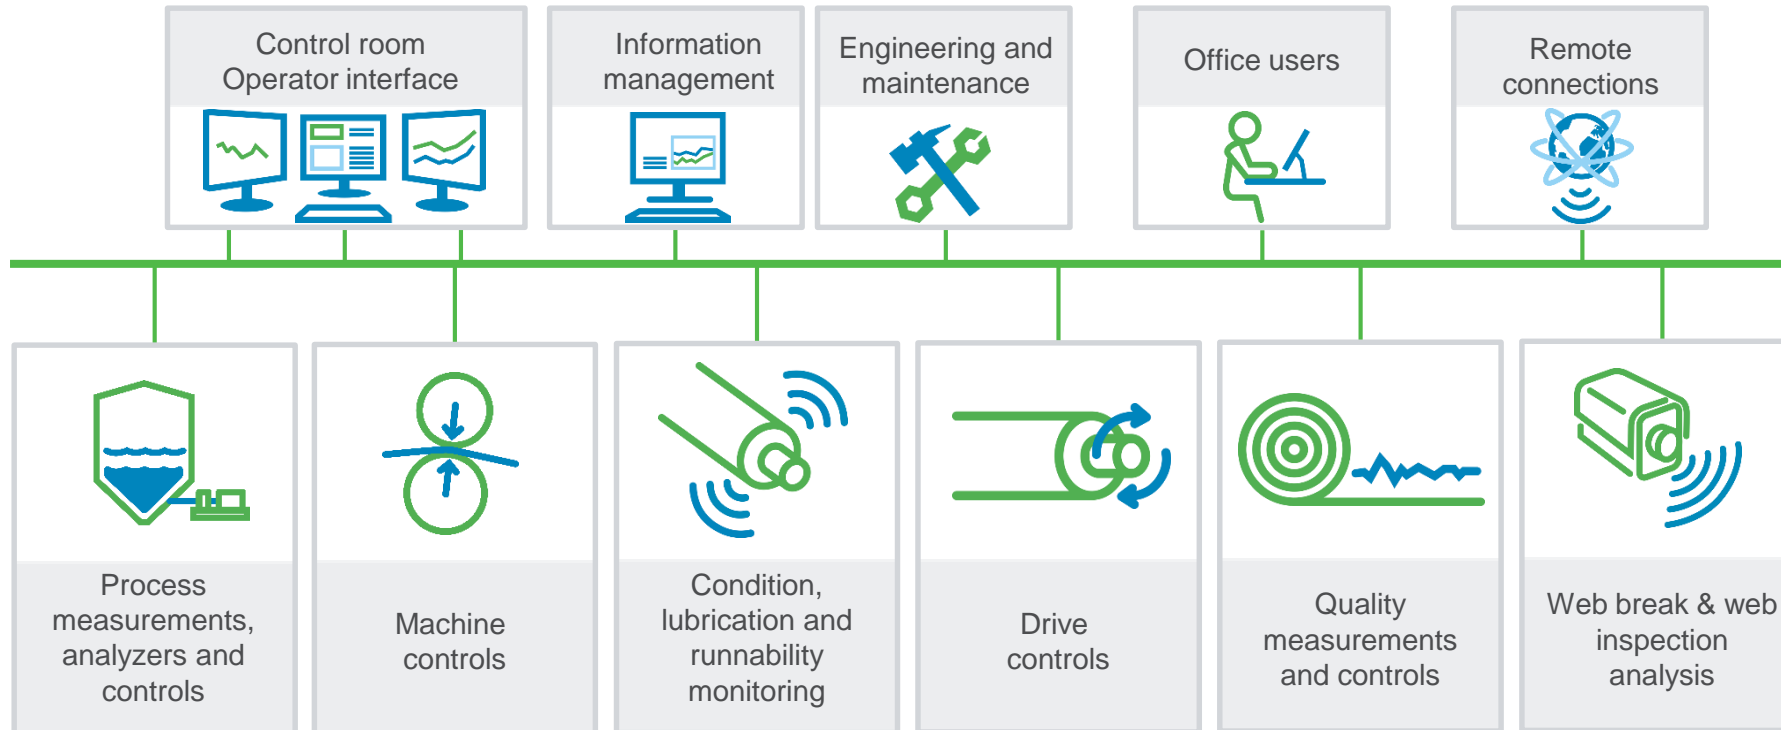 Control room
Operator interface
Information
management
Engineering and
maintenance
Office users
Remote
connections
Process
measurements,
analyzers and
controls
Machine
controls
Condition,
lubrication and
runnability
monitoring
Drive
controls
Quality
measurements
and controls
Web break & web
inspection
analysis